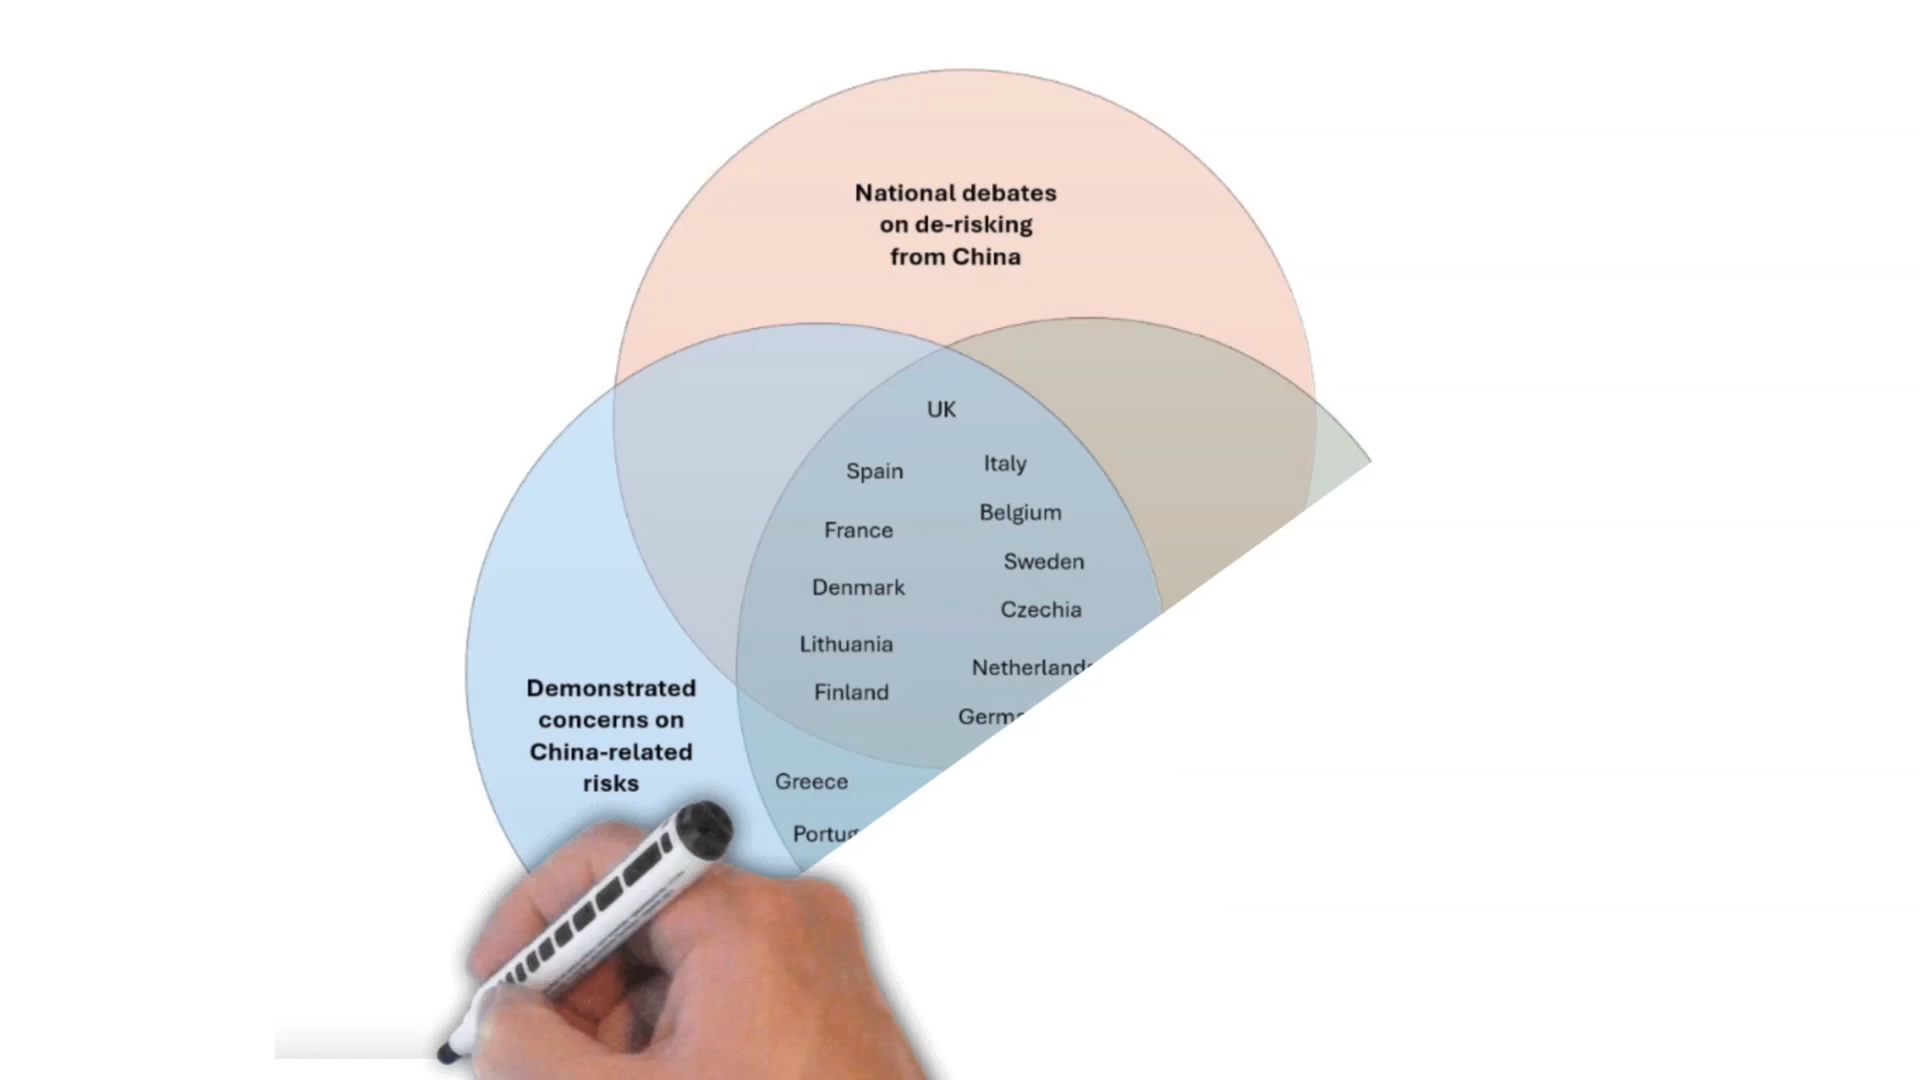 National debates
on de-risking
from China
UK
Spain
Italy
France
Belgium
Sweden
Denmark
Czechia
Lithuania
Netherlands
Finland
Demonstrated
concerns on
China-related
risks
Greece